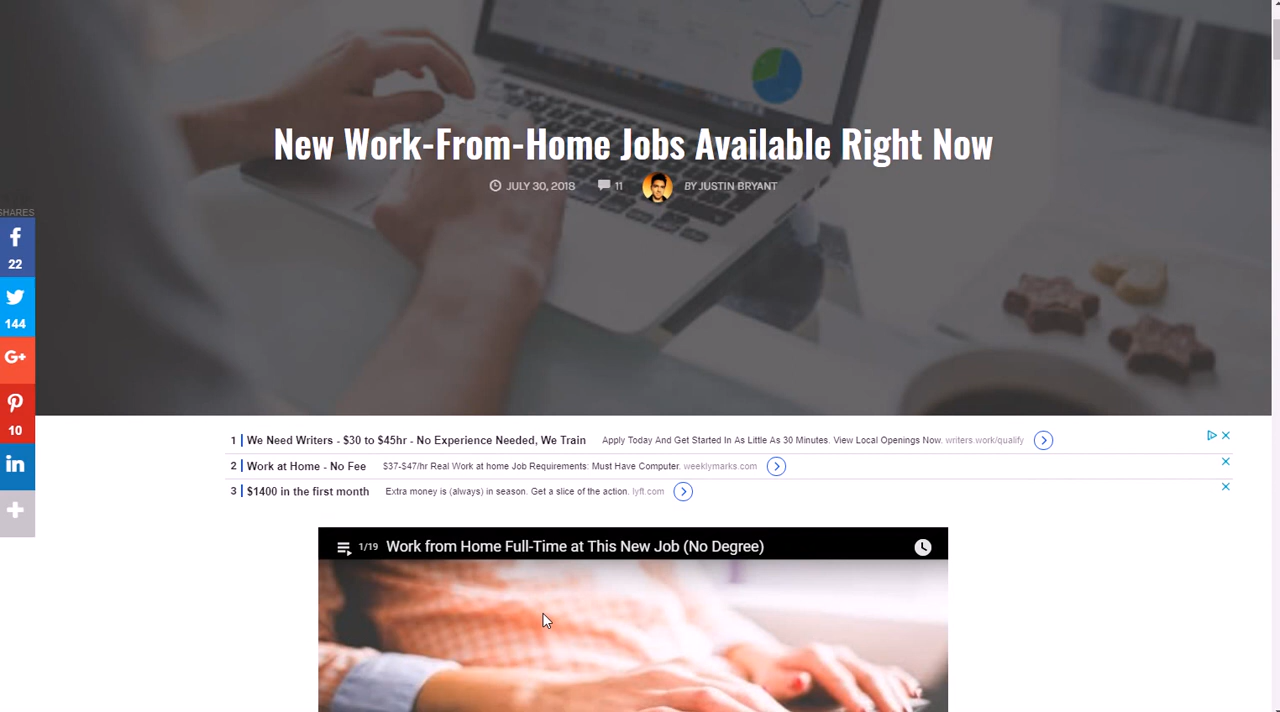 New Work-From-Home Jobs Available Right Now
JULY 30, 2018 11 BY JUSTIN BRYANT
SHARES
22
144
G+
10
in
1 We Need Writers - $30 to $45hr - No Experience Needed, We Train Apply Today And Get Started In As Little As 30 Minutes. View Local Openings Now. writers.work/qualify
2 Work at Home - No Fee $37-$47/hr Real Work at home Job Requirements: Must Have Computer. weeklymarks.com
3 $1400 in the first month Extra money is (always) in season. Get a slice of the action. lyft.com
1/19 Work from Home Full-Time at This New Job (No Degree)